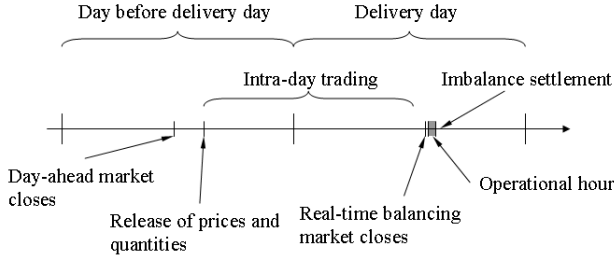 Day before delivery day
Delivery day
Intra-day trading
Imbalance settlement
Day-ahead market
closes
Release of prices and
quantities
Real-time balancing
market closes
Operational hour